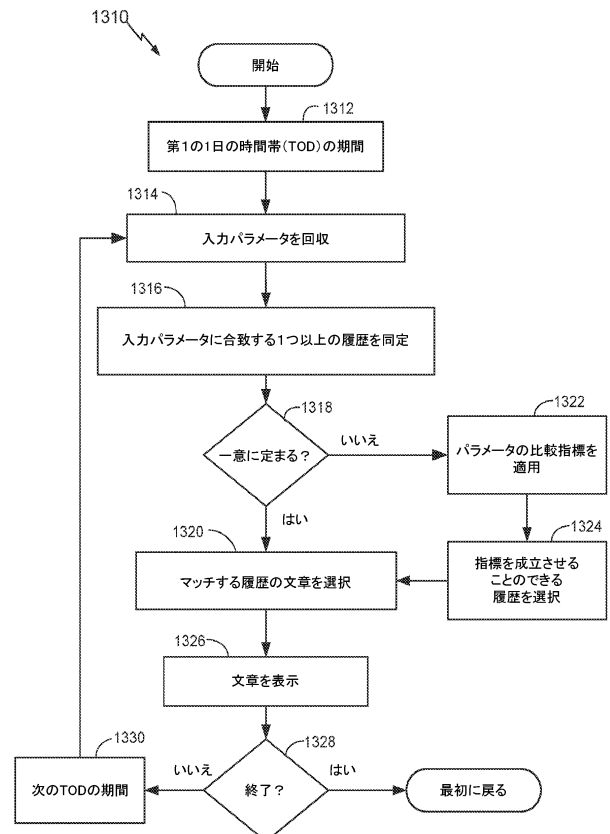 1310
開始
1312
第1の1日の時間帯(TOD)の期間
1314
入力パラメータを回収
1316
入力パラメータに合致する1つ以上の履歴を同定
1318
一意に定まる?
いいえ
1322
パラメータの比較指標を
適用
はい
1320
マッチする履歴の文章を選択
1324
指標を成立させる
ことのできる
履歴を選択
1326
文章を表示
1328
終了?
いいえ
はい
1330
次のTODの期間
最初に戻る